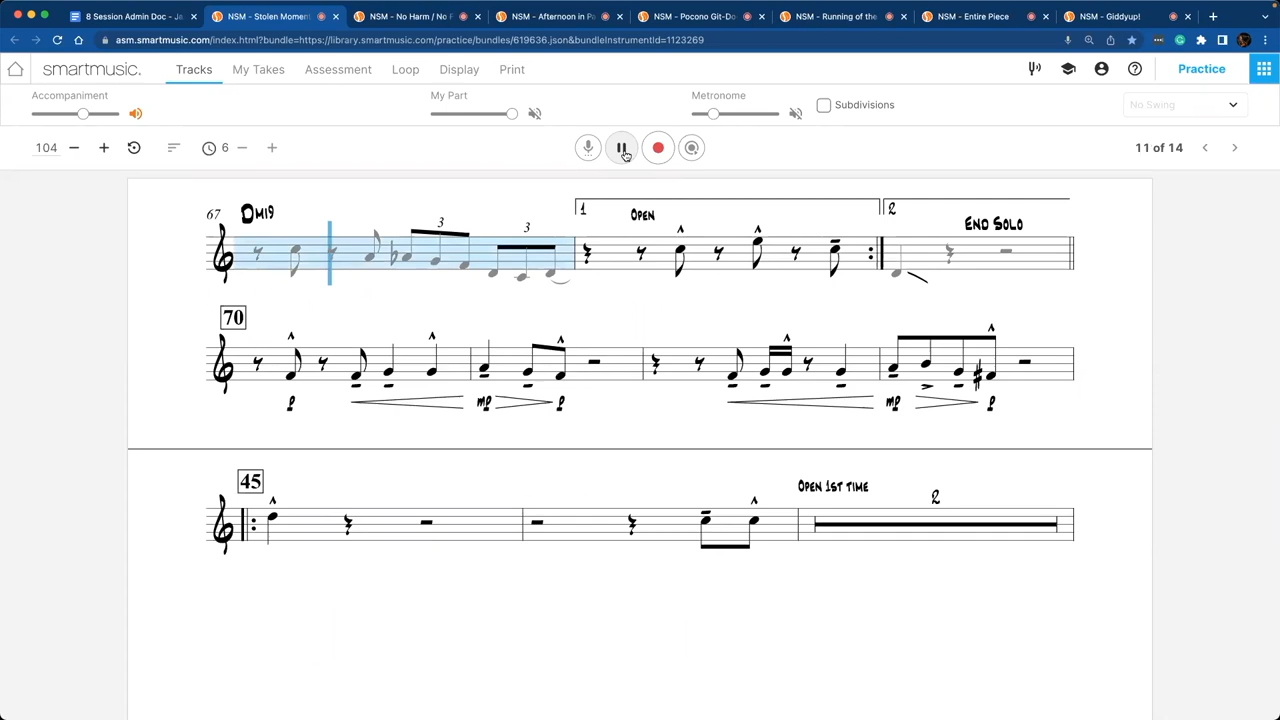 8 Session Admin Doc - Ja
NSM - Stolen Momen
NSM - No Harm / No F
NSM - Afternoon in Pa
NSM - Pocono Git-Do
NSM - Running of the
NSM - Entire Piece
NSM - Giddyup!
asm.smartmusic.com/index.html?bundle=https://library.smartmusic.com/practice/bundles/619636.json&bundleInstrumentId=1123269
smartmusic.
Tracks
My Takes
Assessment
Loop
Display
Print
Practice
Accompaniment
My Part
Metronome
Subdivisions
No Swing
104
6
11 of 14
67
DMI9
3
3
1
OPEN
2
END SOLO
70
p
mp
p
mp
p
45
OPEN 1ST TIME
2